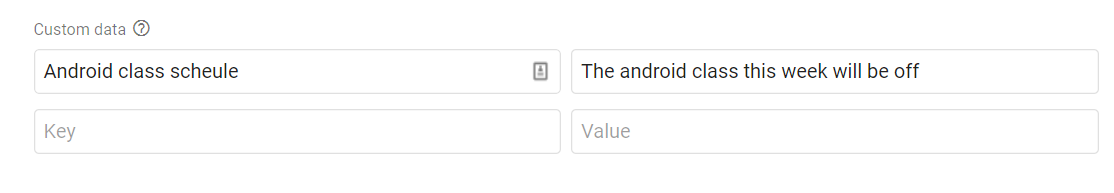 Custom data
Android class scheule
The android class this week will be off
Key
Value